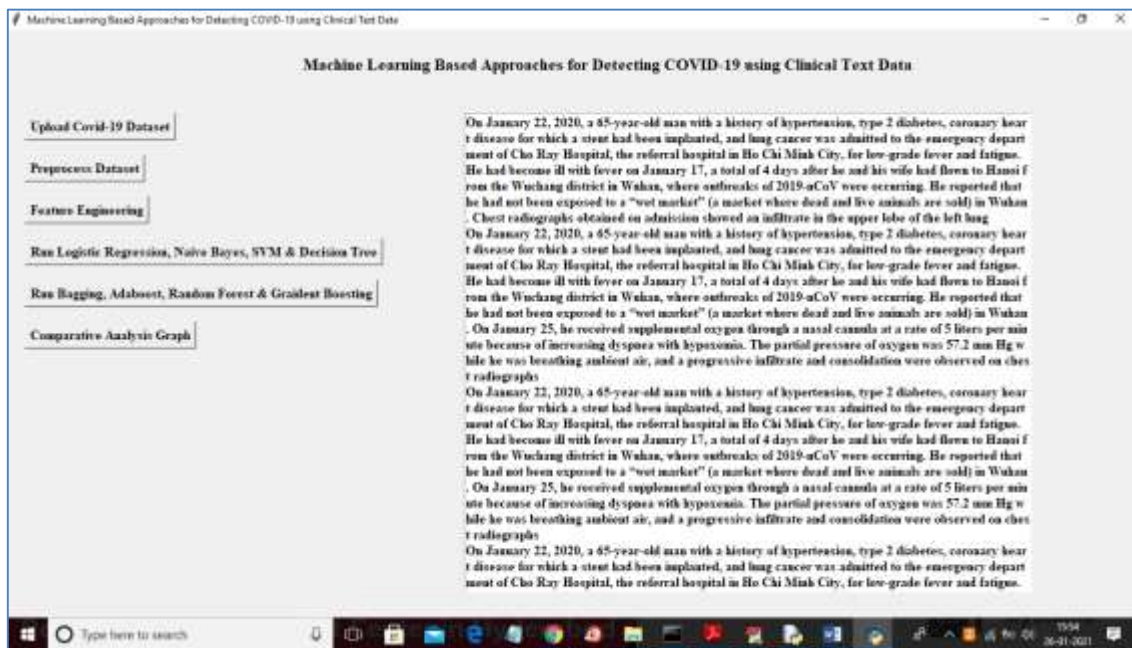 Machine Learning Based Approaches for Detecting COVID-19 using Clinical Text Data
Machine Learning Based Approaches for Detecting COVID-19 using Clinical Text Data
Upload Covid-19 Dataset
Preprocess Dataset
Feature Engineering
Run Logistic Regression, Naive Bayes, SVM & Decision Tree
Run Bagging, Adaboost, Random Forest & Graident Boosting
Comparative Analysis Graph
On January 22, 2020, a 65-year-old man with a history of hypertension, type 2 diabetes, coronary hear
t disease for which a stent had been implanted, and lung cancer was admitted to the emergency depart
ment of Cho Ray Hospital, the referral hospital in Ho Chi Minh City, for low-grade fever and fatigue.
He had become ill with fever on January 17, a total of 4 days after he and his wife had flown to Hanoi f
rom the Wuchang district in Wuhan, where outbreaks of 2019-nCoV were occurring. He reported that
he had not been exposed to a “wet market” (a market where dead and live animals are sold) in Wuhan
. Chest radiographs obtained on admission showed an infiltrate in the upper lobe of the left lung
On January 22, 2020, a 65-year-old man with a history of hypertension, type 2 diabetes, coronary hear
t disease for which a stent had been implanted, and lung cancer was admitted to the emergency depart
ment of Cho Ray Hospital, the referral hospital in Ho Chi Minh City, for low-grade fever and fatigue.
He had become ill with fever on January 17, a total of 4 days after he and his wife had flown to Hanoi f
rom the Wuchang district in Wuhan, where outbreaks of 2019-nCoV were occurring. He reported that
he had not been exposed to a “wet market” (a market where dead and live animals are sold) in Wuhan
. On January 25, he received supplemental oxygen through a nasal cannula at a rate of 5 liters per min
ute because of increasing dyspnea with hypoxemia. The partial pressure of oxygen was 57.2 mm Hg w
hile he was breathing ambient air, and a progressive infiltrate and consolidation were observed on ches
t radiographs
On January 22, 2020, a 65-year-old man with a history of hypertension, type 2 diabetes, coronary hear
t disease for which a stent had been implanted, and lung cancer was admitted to the emergency depart
ment of Cho Ray Hospital, the referral hospital in Ho Chi Minh City, for low-grade fever and fatigue.
He had become ill with fever on January 17, a total of 4 days after he and his wife had flown to Hanoi f
rom the Wuchang district in Wuhan, where outbreaks of 2019-nCoV were occurring. He reported that
he had not been exposed to a “wet market” (a market where dead and live animals are sold) in Wuhan
. On January 25, he received supplemental oxygen through a nasal cannula at a rate of 5 liters per min
ute because of increasing dyspnea with hypoxemia. The partial pressure of oxygen was 57.2 mm Hg w
hile he was breathing ambient air, and a progressive infiltrate and consolidation were observed on ches
t radiographs
On January 22, 2020, a 65-year-old man with a history of hypertension, type 2 diabetes, coronary hear
t disease for which a stent had been implanted, and lung cancer was admitted to the emergency depart
ment of Cho Ray Hospital, the referral hospital in Ho Chi Minh City, for low-grade fever and fatigue.
Type here to search
15:54
26-01-2021